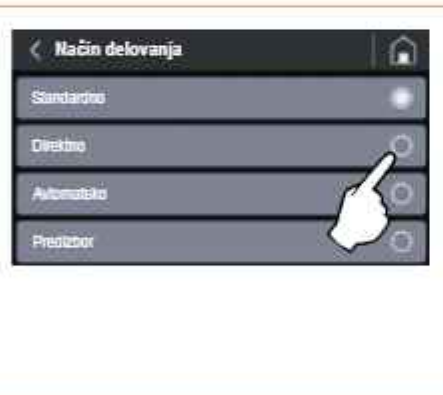 Način delovanja
Standardno
Direktno
Avtomatsko
Predizbor